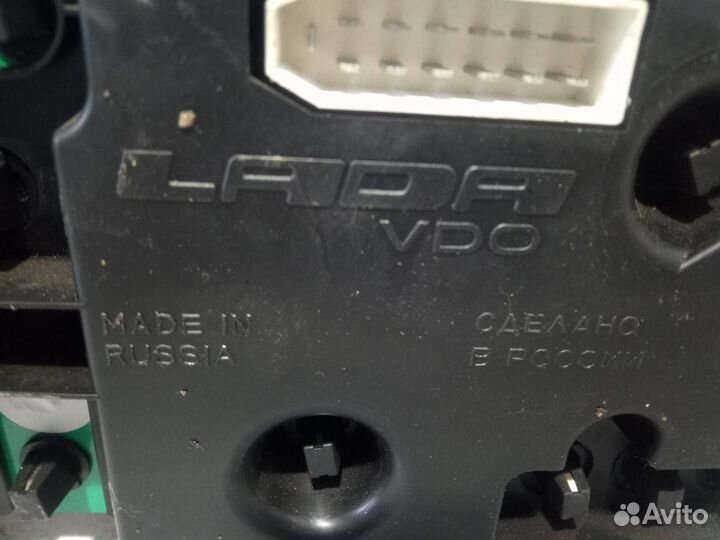 LADA
VDO
MADE IN
RUSSIA
СДЕЛАНО
В РОССИИ
Avito